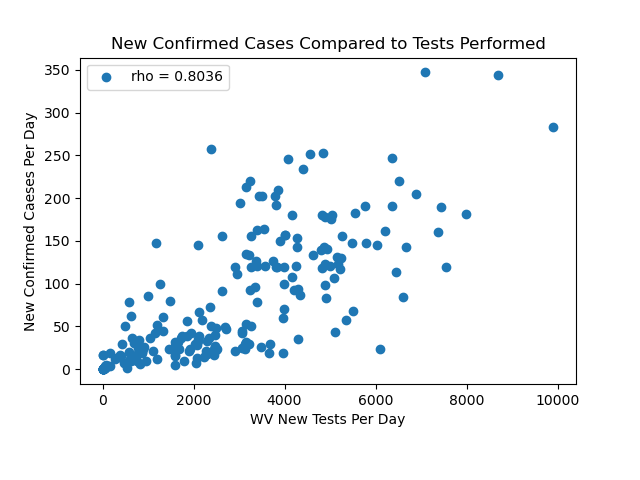 New Confirmed Cases Compared to Tests Performed
rho = 0.8036
New Confirmed Caeses Per Day
350
300
250
200
150
100
50
0
0 2000 4000 6000 8000 10000
WV New Tests Per Day